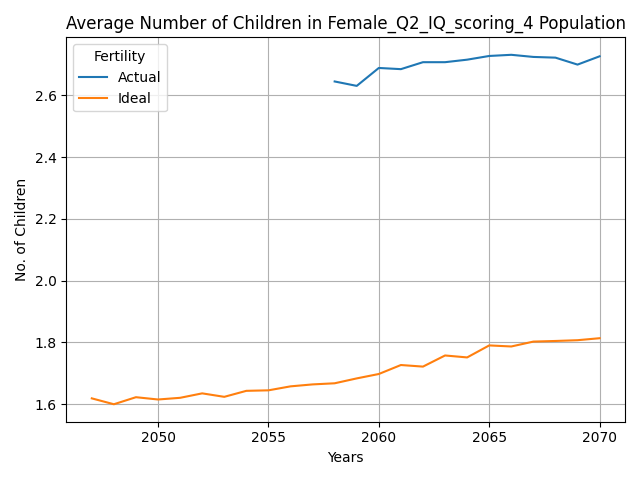 Average Number of Children in Female_Q2_IQ_scoring_4 Population
Fertility
Actual
Ideal
No. of Children
2.6
2.4
2.2
2.0
1.8
1.6
2050
2055
2060
2065
2070
Years